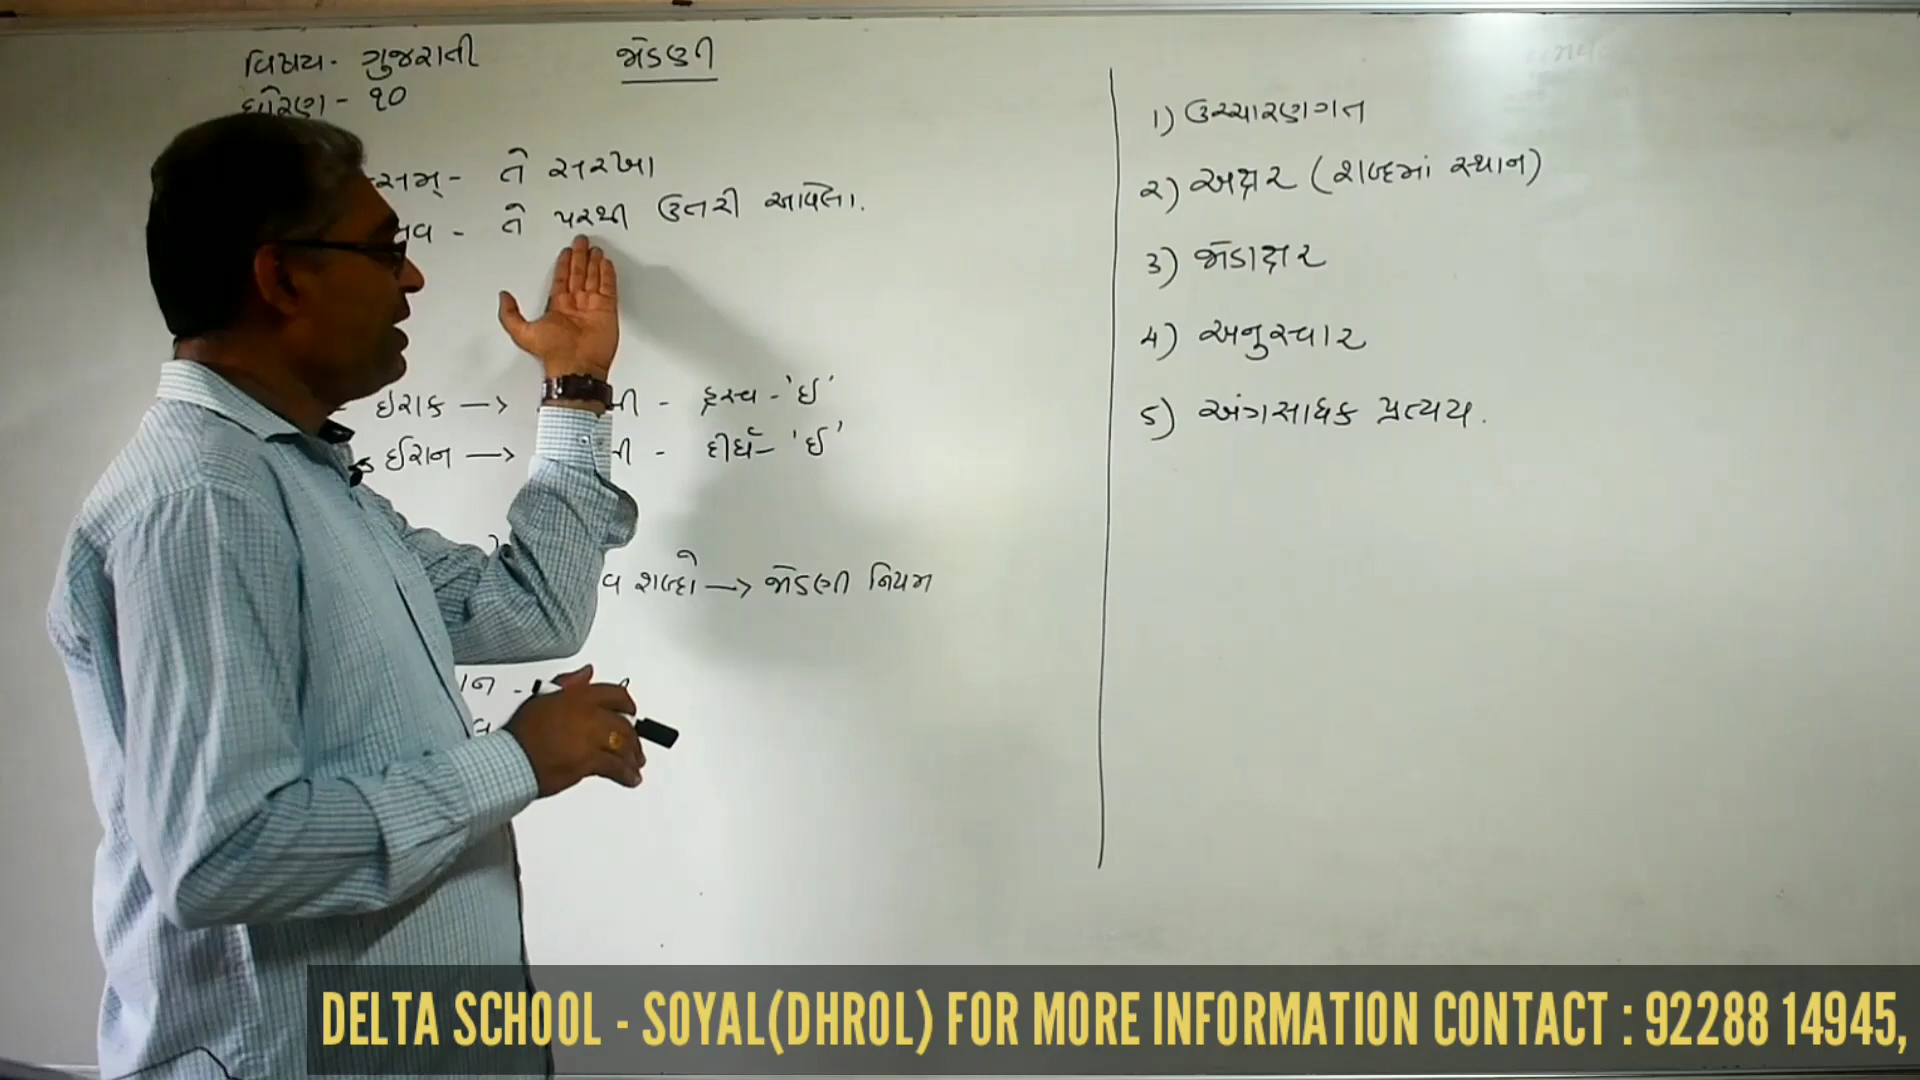 વિષય - ગુજરાતી
જોડણી
ધોરણ - ૧૦
સમ્ - તે સરખા
તે પરથી ઉતરી આવેલા.
ઇરાક → ની - હ્રસ્વ - 'ઇ'
ઈરાન → ની - દીર્ઘ - 'ઈ'
વ શબ્દો → જોડણી નિયમ
૧) ઉચ્ચારણગત
૨) અક્ષર (શબ્દમાં સ્થાન)
૩) જોડાક્ષર
૪) અનુસ્વાર
૫) અંગસાધક પ્રત્યય.
DELTA SCHOOL - SOYAL(DHROL) FOR MORE INFORMATION CONTACT : 92288 14945,